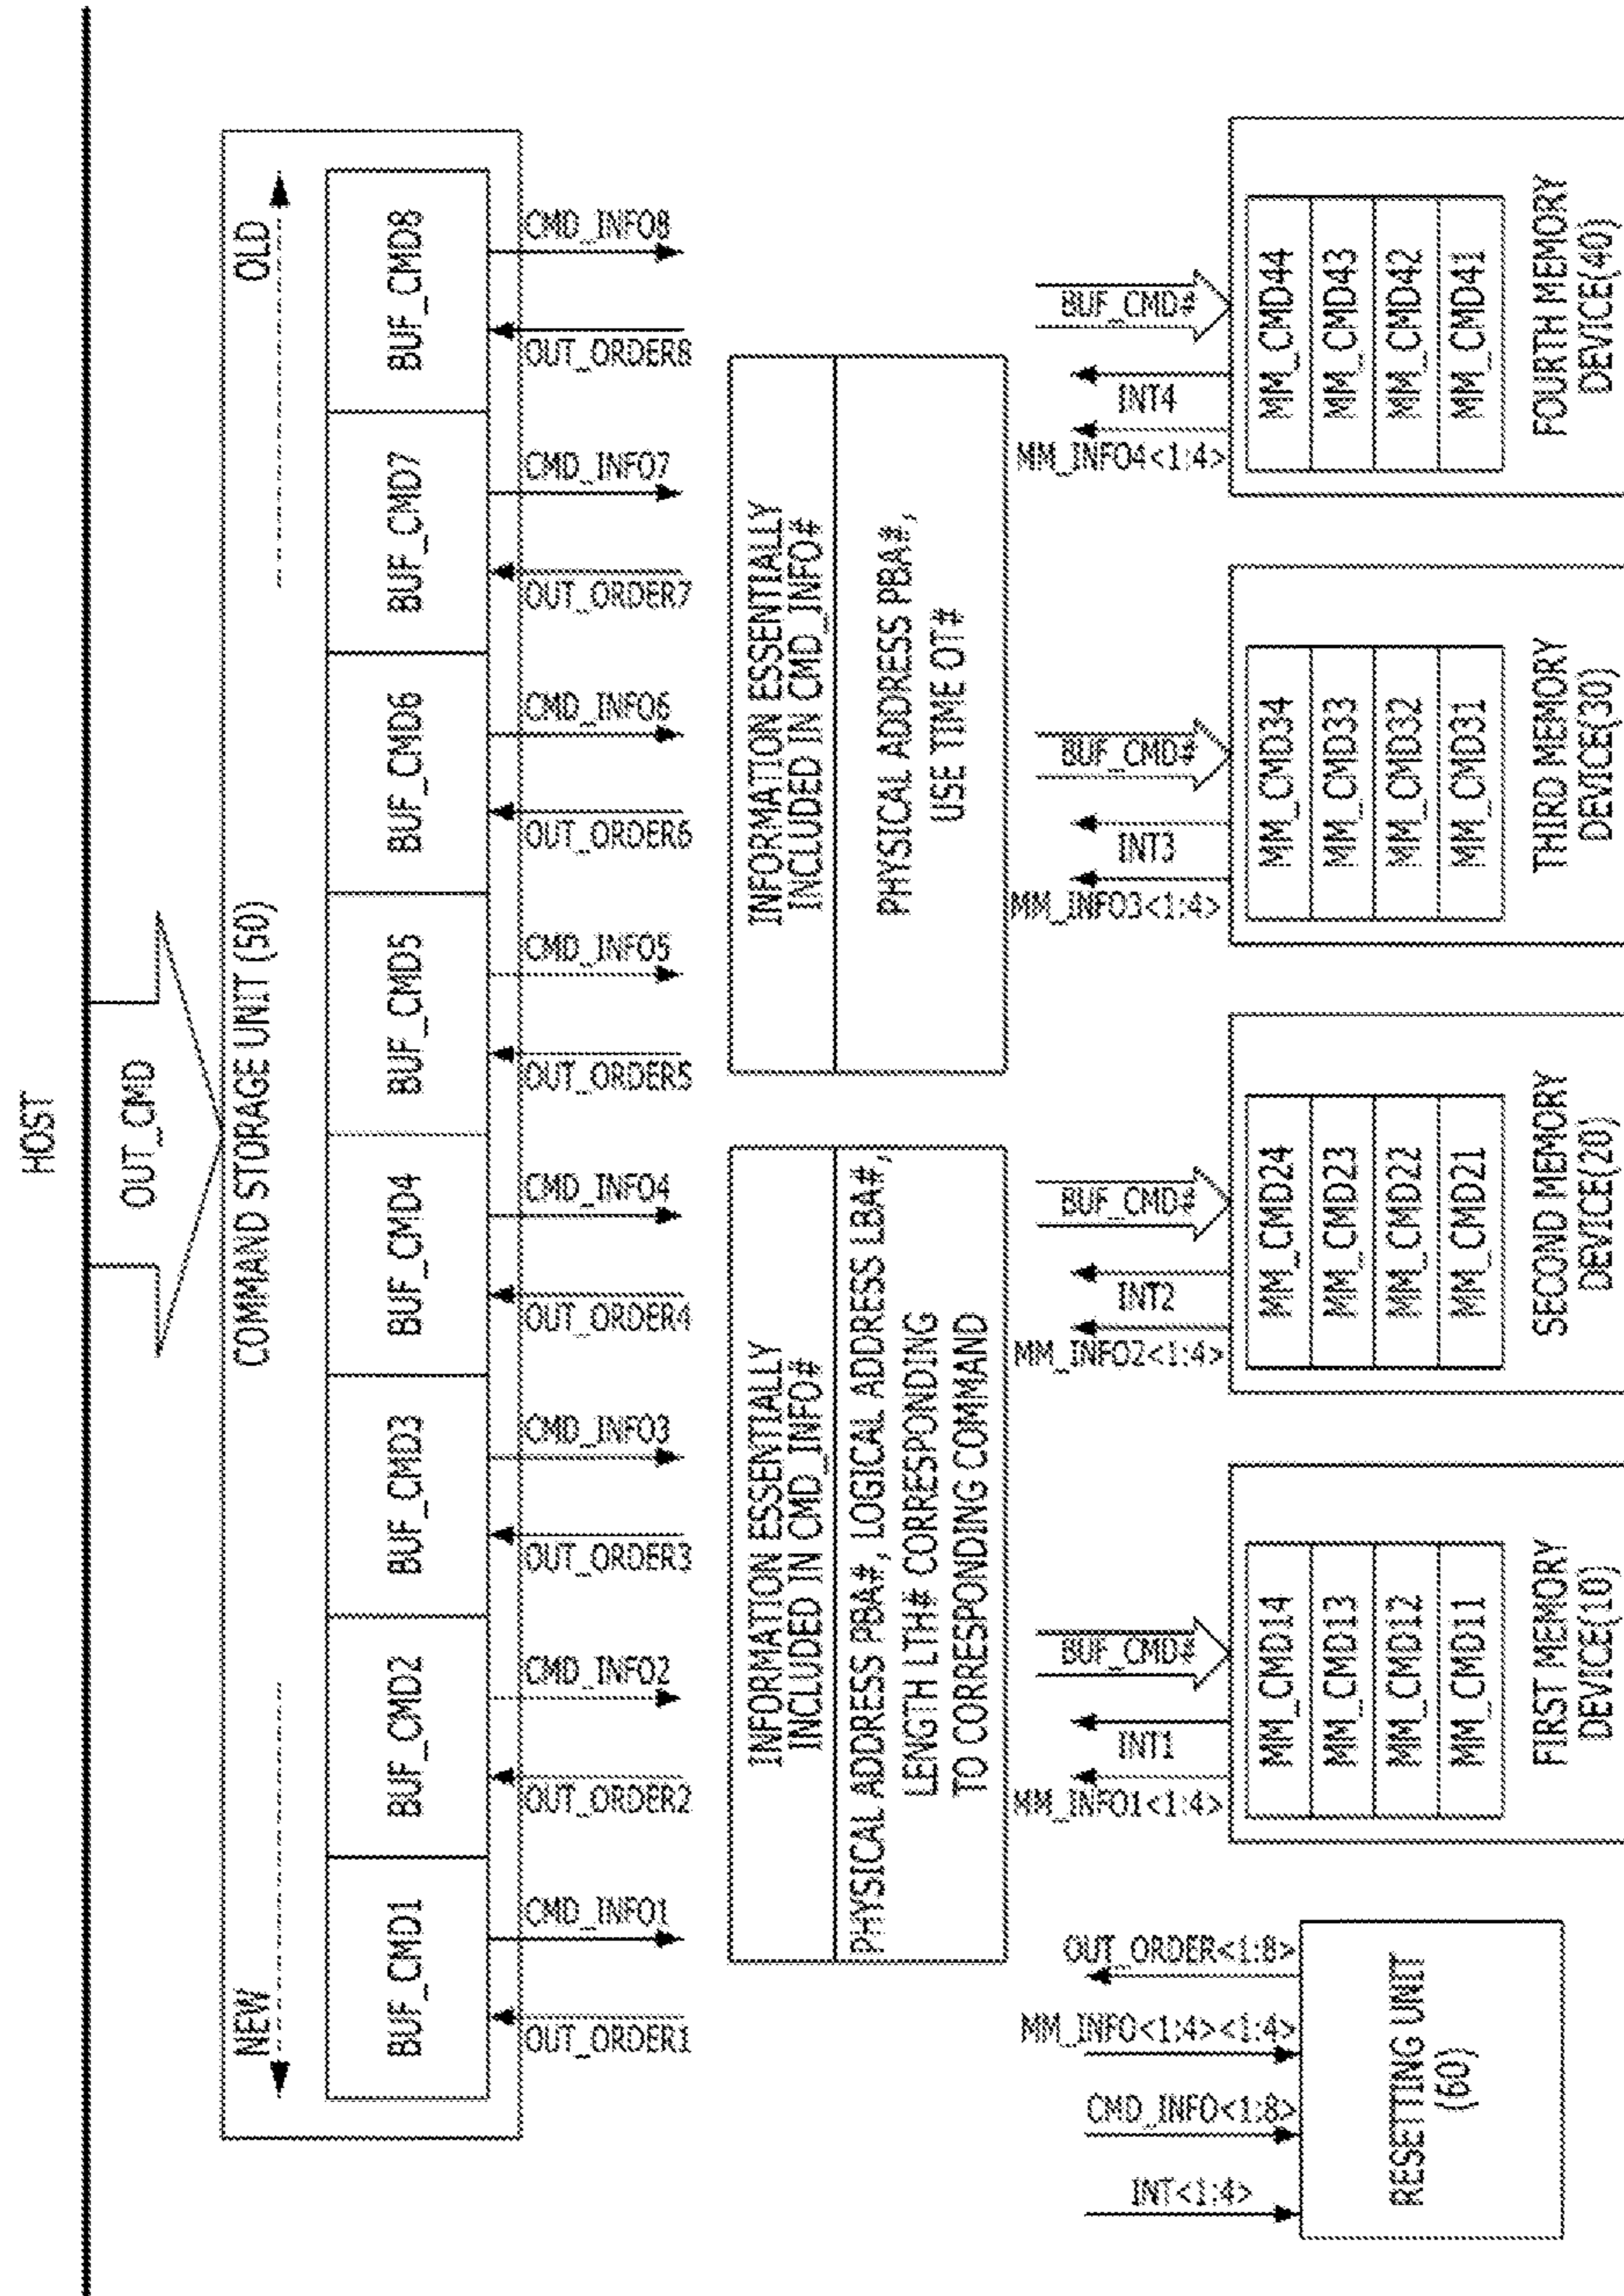 HOST
OUT_CMD
COMMAND STORAGE UNIT (50)
NEW
OLD
BUF_CMD1
BUF_CMD2
BUF_CMD3
BUF_CMD4
BUF_CMD5
BUF_CMD6
BUF_CMD7
BUF_CMD8
OUT_ORDER1
CMD_INFO1
OUT_ORDER2
CMD_INFO2
OUT_ORDER3
CMD_INFO3
OUT_ORDER4
CMD_INFO4
OUT_ORDER5
CMD_INFO5
OUT_ORDER6
CMD_INFO6
OUT_ORDER7
CMD_INFO7
OUT_ORDER8
CMD_INFO8
INFORMATION ESSENTIALLY
INCLUDED IN CMD_INFO#
PHYSICAL ADDRESS PBA#, LOGICAL ADDRESS LBA#,
LENGTH LTH# CORRESPONDING
TO CORRESPONDING COMMAND
INFORMATION ESSENTIALLY
INCLUDED IN CMD_INFO#
PHYSICAL ADDRESS PBA#,
USE TIME OT#
INT<1:4>
CMD_INFO<1:8>
MM_INFO<1:4><1:4>
OUT_ORDER<1:8>
RESETTING UNIT
(60)
MM_INFO1<1:4>
INT1
BUF_CMD#
MM_CMD14
MM_CMD13
MM_CMD12
MM_CMD11
FIRST MEMORY
DEVICE(10)
MM_INFO2<1:4>
INT2
BUF_CMD#
MM_CMD24
MM_CMD23
MM_CMD22
MM_CMD21
SECOND MEMORY
DEVICE(20)
MM_INFO3<1:4>
INT3
BUF_CMD#
MM_CMD34
MM_CMD33
MM_CMD32
MM_CMD31
THIRD MEMORY
DEVICE(30)
MM_INFO4<1:4>
INT4
BUF_CMD#
MM_CMD44
MM_CMD43
MM_CMD42
MM_CMD41
FOURTH MEMORY
DEVICE(40)